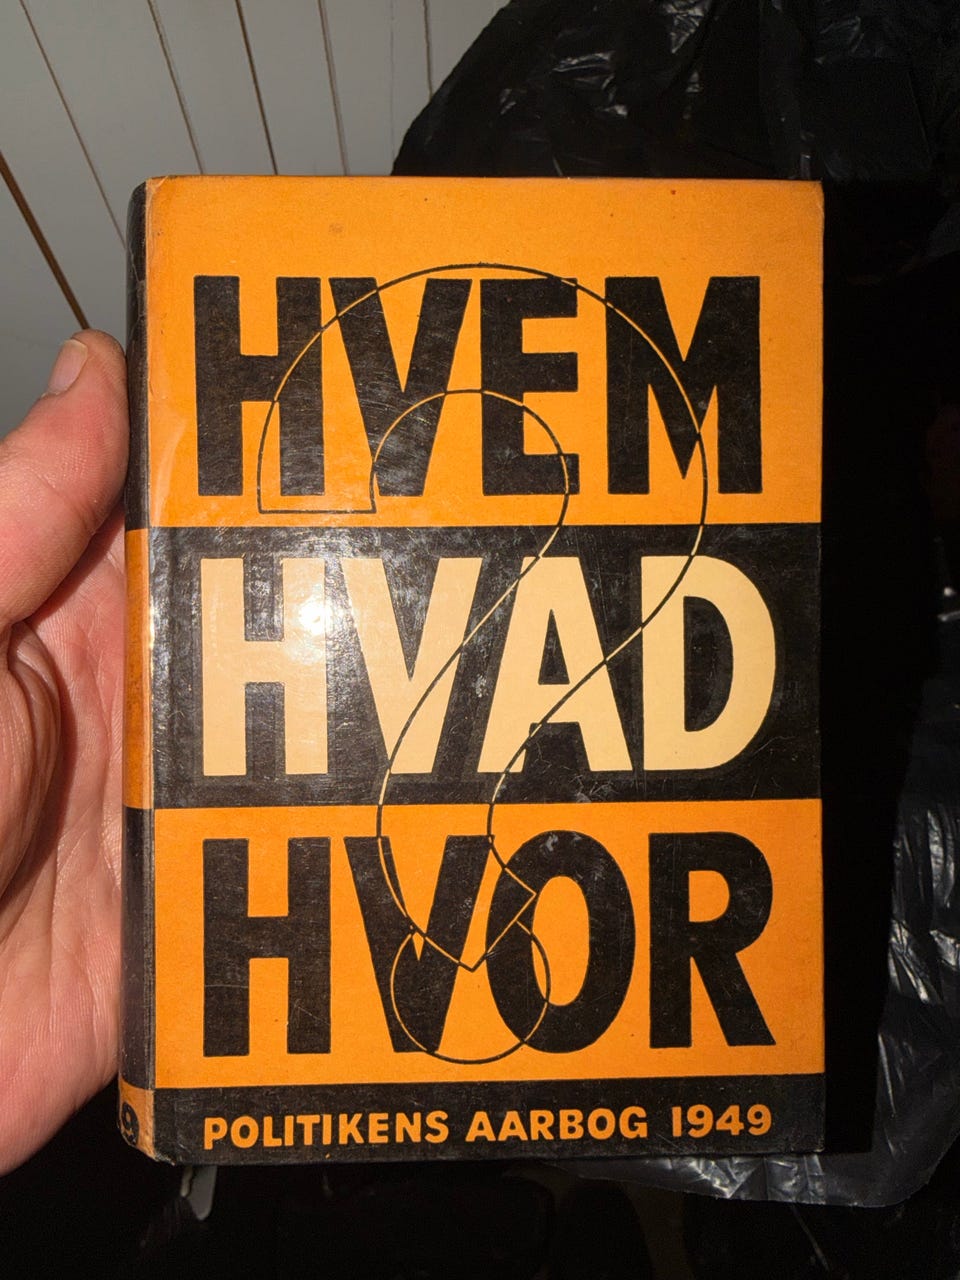 HVEM
HVAD
HVOR
POLITIKENS AARBOG 1949